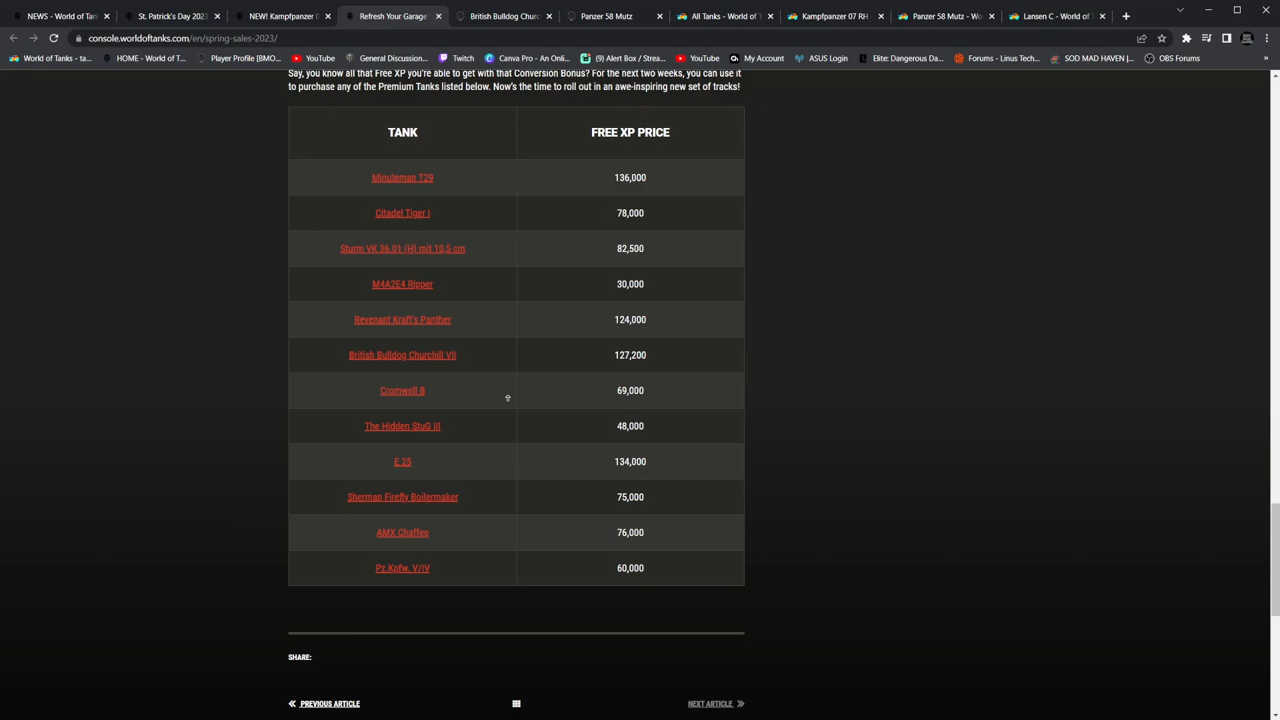 NEWS - World of Tank
St. Patrick's Day 2023
NEW! Kampfpanzer 0
Refresh Your Garage
British Bulldog Churc
Panzer 58 Mutz
All Tanks - World of T
Kampfpanzer 07 RH
Panzer 58 Mutz - Wo
Lansen C - World of T
console.worldoftanks.com/en/spring-sales-2023/
World of Tanks - ta...
HOME - World of T...
Player Profile [BMO...
YouTube
General Discussion...
Twitch
Canva Pro - An Onli...
(9) Alert Box / Strea...
YouTube
My Account
ASUS Login
Elite: Dangerous Da...
Forums - Linus Tech...
SOD MAD HAVEN |...
OBS Forums
»
Say, you know all that Free XP you're able to get with that Conversion Bonus? For the next two weeks, you can use it
to purchase any of the Premium Tanks listed below. Now's the time to roll out in an awe-inspiring new set of tracks!
TANK FREE XP PRICE
Minuteman T29 136,000
Citadel Tiger I 78,000
Sturm VK 36.01 (H) mit 10,5 cm 82,500
M4A2E4 Ripper 30,000
Revenant Kraft's Panther 124,000
British Bulldog Churchill VII 127,200
Cromwell B 69,000
The Hidden StuG III 48,000
E 25 134,000
Sherman Firefly Boilermaker 75,000
AMX Chaffee 76,000
Pz.Kpfw. V/IV 60,000
SHARE:
PREVIOUS ARTICLE
NEXT ARTICLE